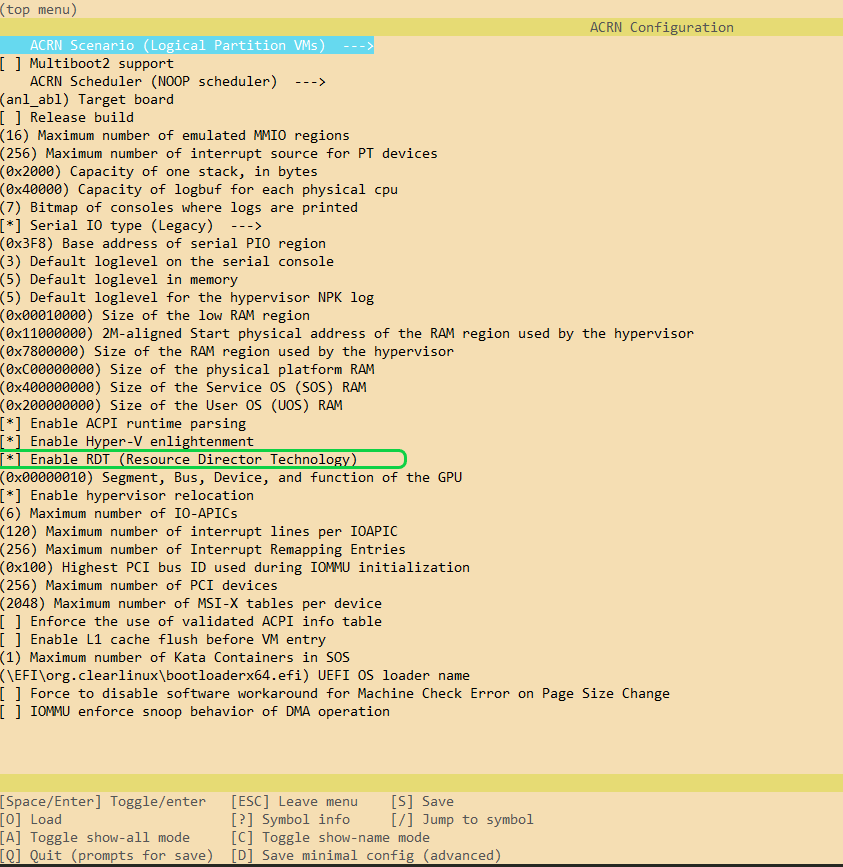 (top menu)
ACRN Configuration
ACRN Scenario (Logical Partition VMs)  --->
[ ] Multiboot2 support
ACRN Scheduler (NOOP scheduler)  --->
(anl_abl) Target board
[ ] Release build
(16) Maximum number of emulated MMIO regions
(256) Maximum number of interrupt source for PT devices
(0x2000) Capacity of one stack, in bytes
(0x40000) Capacity of logbuf for each physical cpu
(7) Bitmap of consoles where logs are printed
[*] Serial IO type (Legacy)  --->
(0x3F8) Base address of serial PIO region
(3) Default loglevel on the serial console
(5) Default loglevel in memory
(5) Default loglevel for the hypervisor NPK log
(0x00010000) Size of the low RAM region
(0x11000000) 2M-aligned Start physical address of the RAM region used by the hypervisor
(0x7800000) Size of the RAM region used by the hypervisor
(0xC00000000) Size of the physical platform RAM
(0x400000000) Size of the Service OS (SOS) RAM
(0x200000000) Size of the User OS (UOS) RAM
[*] Enable ACPI runtime parsing
[*] Enable Hyper-V enlightenment
[*] Enable RDT (Resource Director Technology)
(0x00000010) Segment, Bus, Device, and function of the GPU
[*] Enable hypervisor relocation
(6) Maximum number of IO-APICs
(120) Maximum number of interrupt lines per IOAPIC
(256) Maximum number of Interrupt Remapping Entries
(0x100) Highest PCI bus ID used during IOMMU initialization
(256) Maximum number of PCI devices
(2048) Maximum number of MSI-X tables per device
[ ] Enforce the use of validated ACPI info table
[ ] Enable L1 cache flush before VM entry
(1) Maximum number of Kata Containers in SOS
(\EFI\org.clearlinux\bootloaderx64.efi) UEFI OS loader name
[ ] Force to disable software workaround for Machine Check Error on Page Size Change
[ ] IOMMU enforce snoop behavior of DMA operation
[Space/Enter] Toggle/enter   [ESC] Leave menu    [S] Save
[O] Load                     [?] Symbol info     [/] Jump to symbol
[A] Toggle show-all mode     [C] Toggle show-name mode
[Q] Quit (prompts for save)  [D] Save minimal config (advanced)